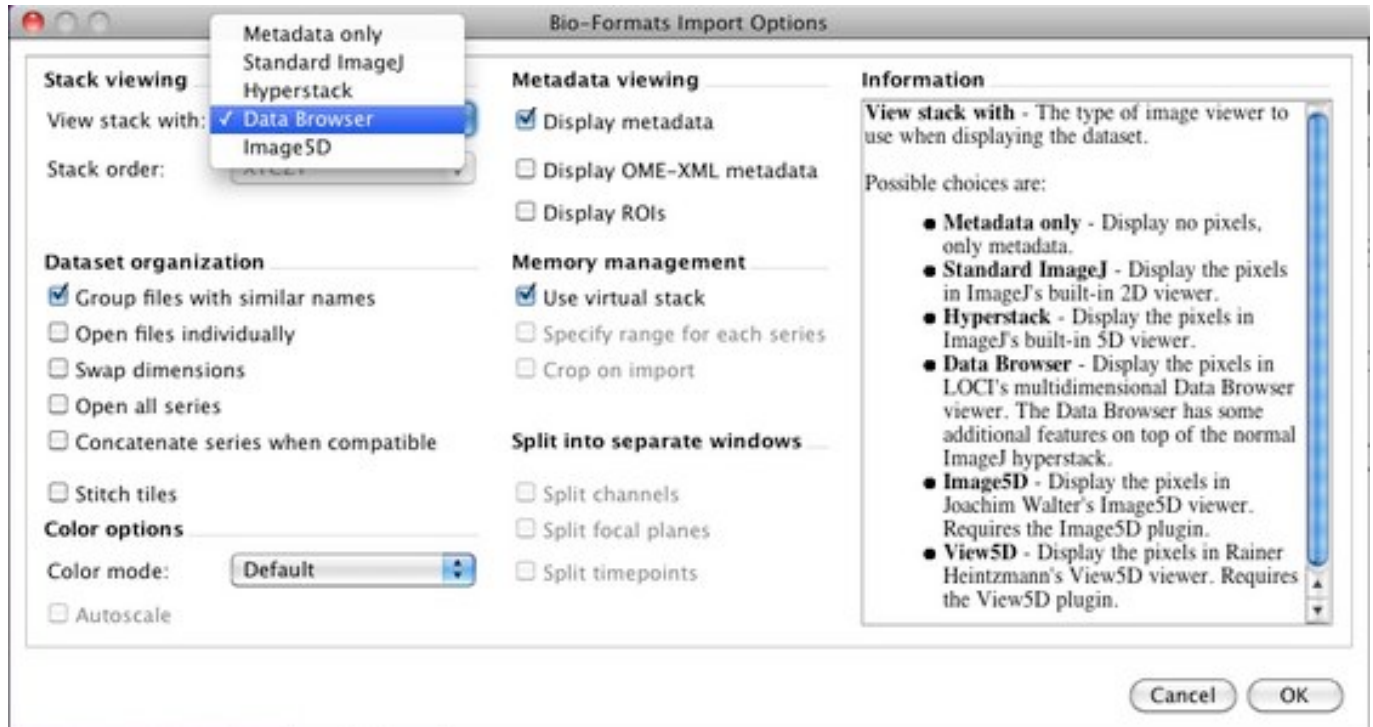 Bio-Formats Import Options
Metadata only
Standard ImageJ
Hyperstack
✓ Data Browser
Image5D
Stack viewing
View stack with:
Stack order:
Metadata viewing
Display metadata
Display OME-XML metadata
Display ROIs
Dataset organization
Group files with similar names
Open files individually
Swap dimensions
Open all series
Concatenate series when compatible
Stitch tiles
Memory management
Use virtual stack
Specify range for each series
Crop on import
Split into separate windows
Split channels
Split focal planes
Split timepoints
Color options
Color mode: Default
Autoscale
Information
View stack with - The type of image viewer to
use when displaying the dataset.
Possible choices are:
● Metadata only - Display no pixels,
only metadata.
● Standard ImageJ - Display the pixels
in ImageJ's built-in 2D viewer.
● Hyperstack - Display the pixels in
ImageJ's built-in 5D viewer.
● Data Browser - Display the pixels in
LOCI's multidimensional Data Browser
viewer. The Data Browser has some
additional features on top of the normal
ImageJ hyperstack.
● Image5D - Display the pixels in
Joachim Walter's Image5D viewer.
Requires the Image5D plugin.
● View5D - Display the pixels in Rainer
Heintzmann's View5D viewer. Requires
the View5D plugin.
Cancel
OK